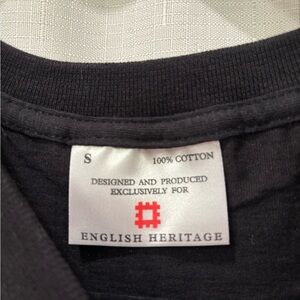 S 100% COTTON
DESIGNED AND PRODUCED
EXCLUSIVELY FOR
ENGLISH HERITAGE